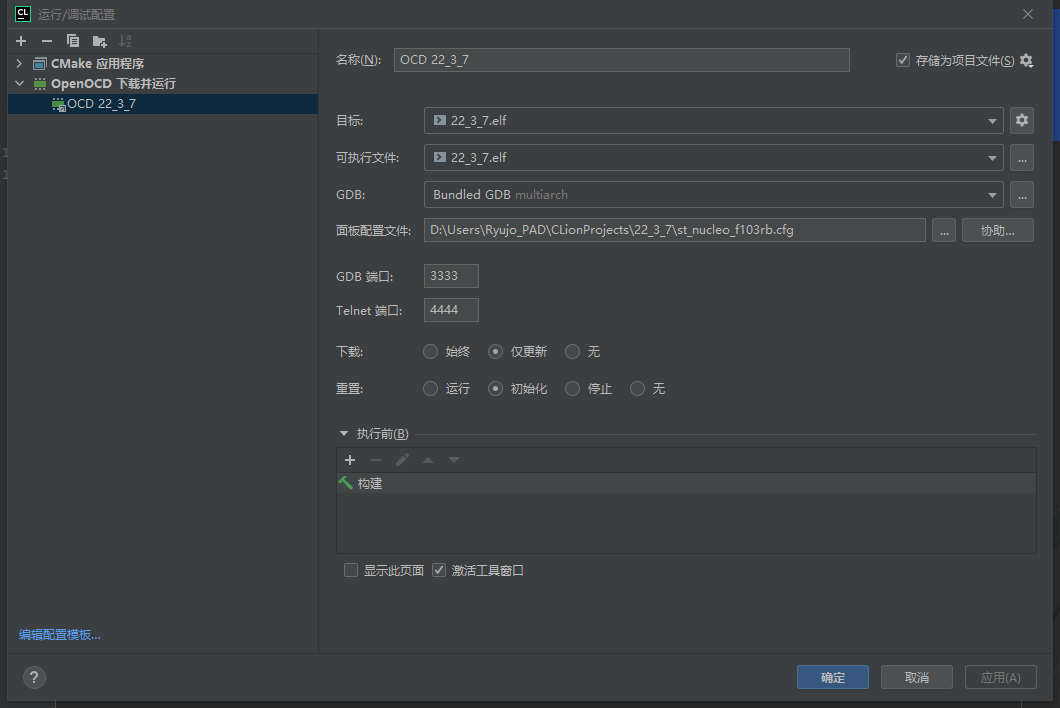 CL 运行/调试配置
CMake 应用程序
OpenOCD 下载并运行
OCD 22_3_7
名称(N): OCD 22_3_7 存储为项目文件(S)
目标: 22_3_7.elf
可执行文件: 22_3_7.elf ...
GDB: Bundled GDB multiarch ...
面板配置文件: D:\Users\Ryujo_PAD\CLionProjects\22_3_7\st_nucleo_f103rb.cfg ... 协助...
GDB 端口: 3333
Telnet 端口: 4444
下载: 始终 仅更新 无
重置: 运行 初始化 停止 无
执行前(B)
构建
显示此页面 激活工具窗口
编辑配置模板...
? 确定 取消 应用(A)